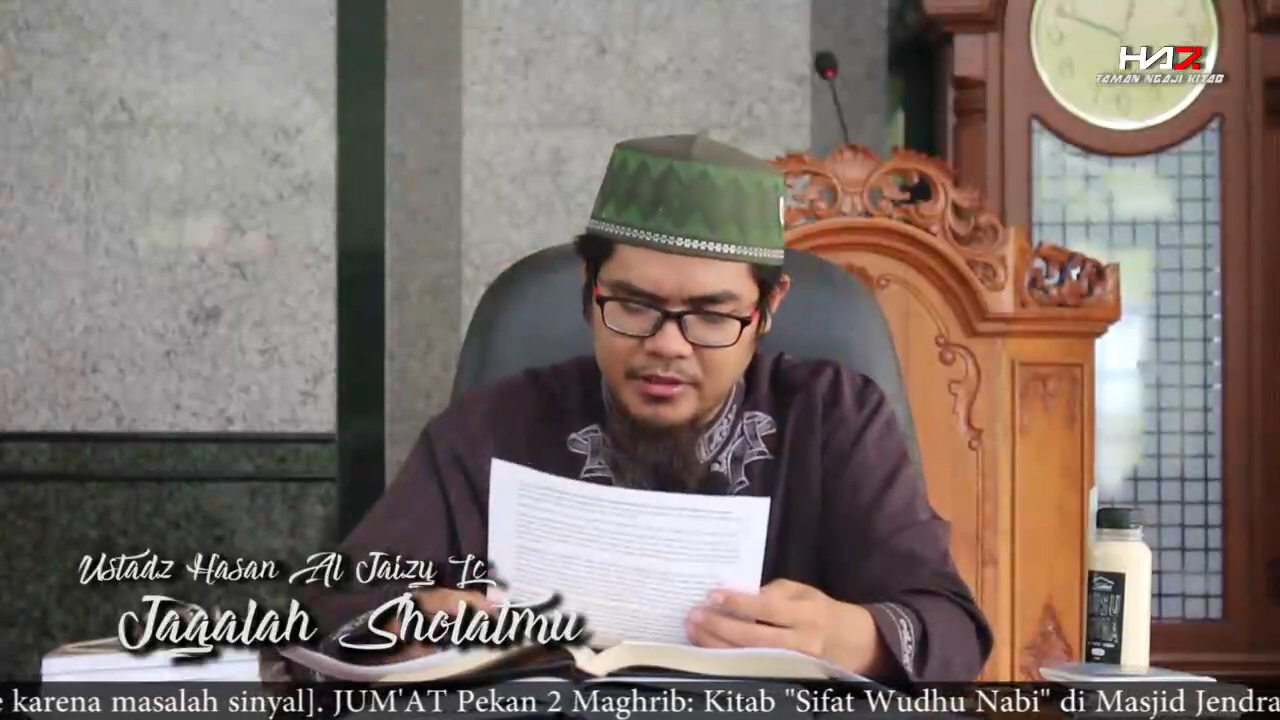 HAJ
TAMAN NGAJI KITAB
Ustadz Hasan Al Jaizy Lc
Jagalah Sholatmu
e karena masalah sinyal]. JUM'AT Pekan 2 Maghrib: Kitab "Sifat Wudhu Nabi" di Masjid Jendra